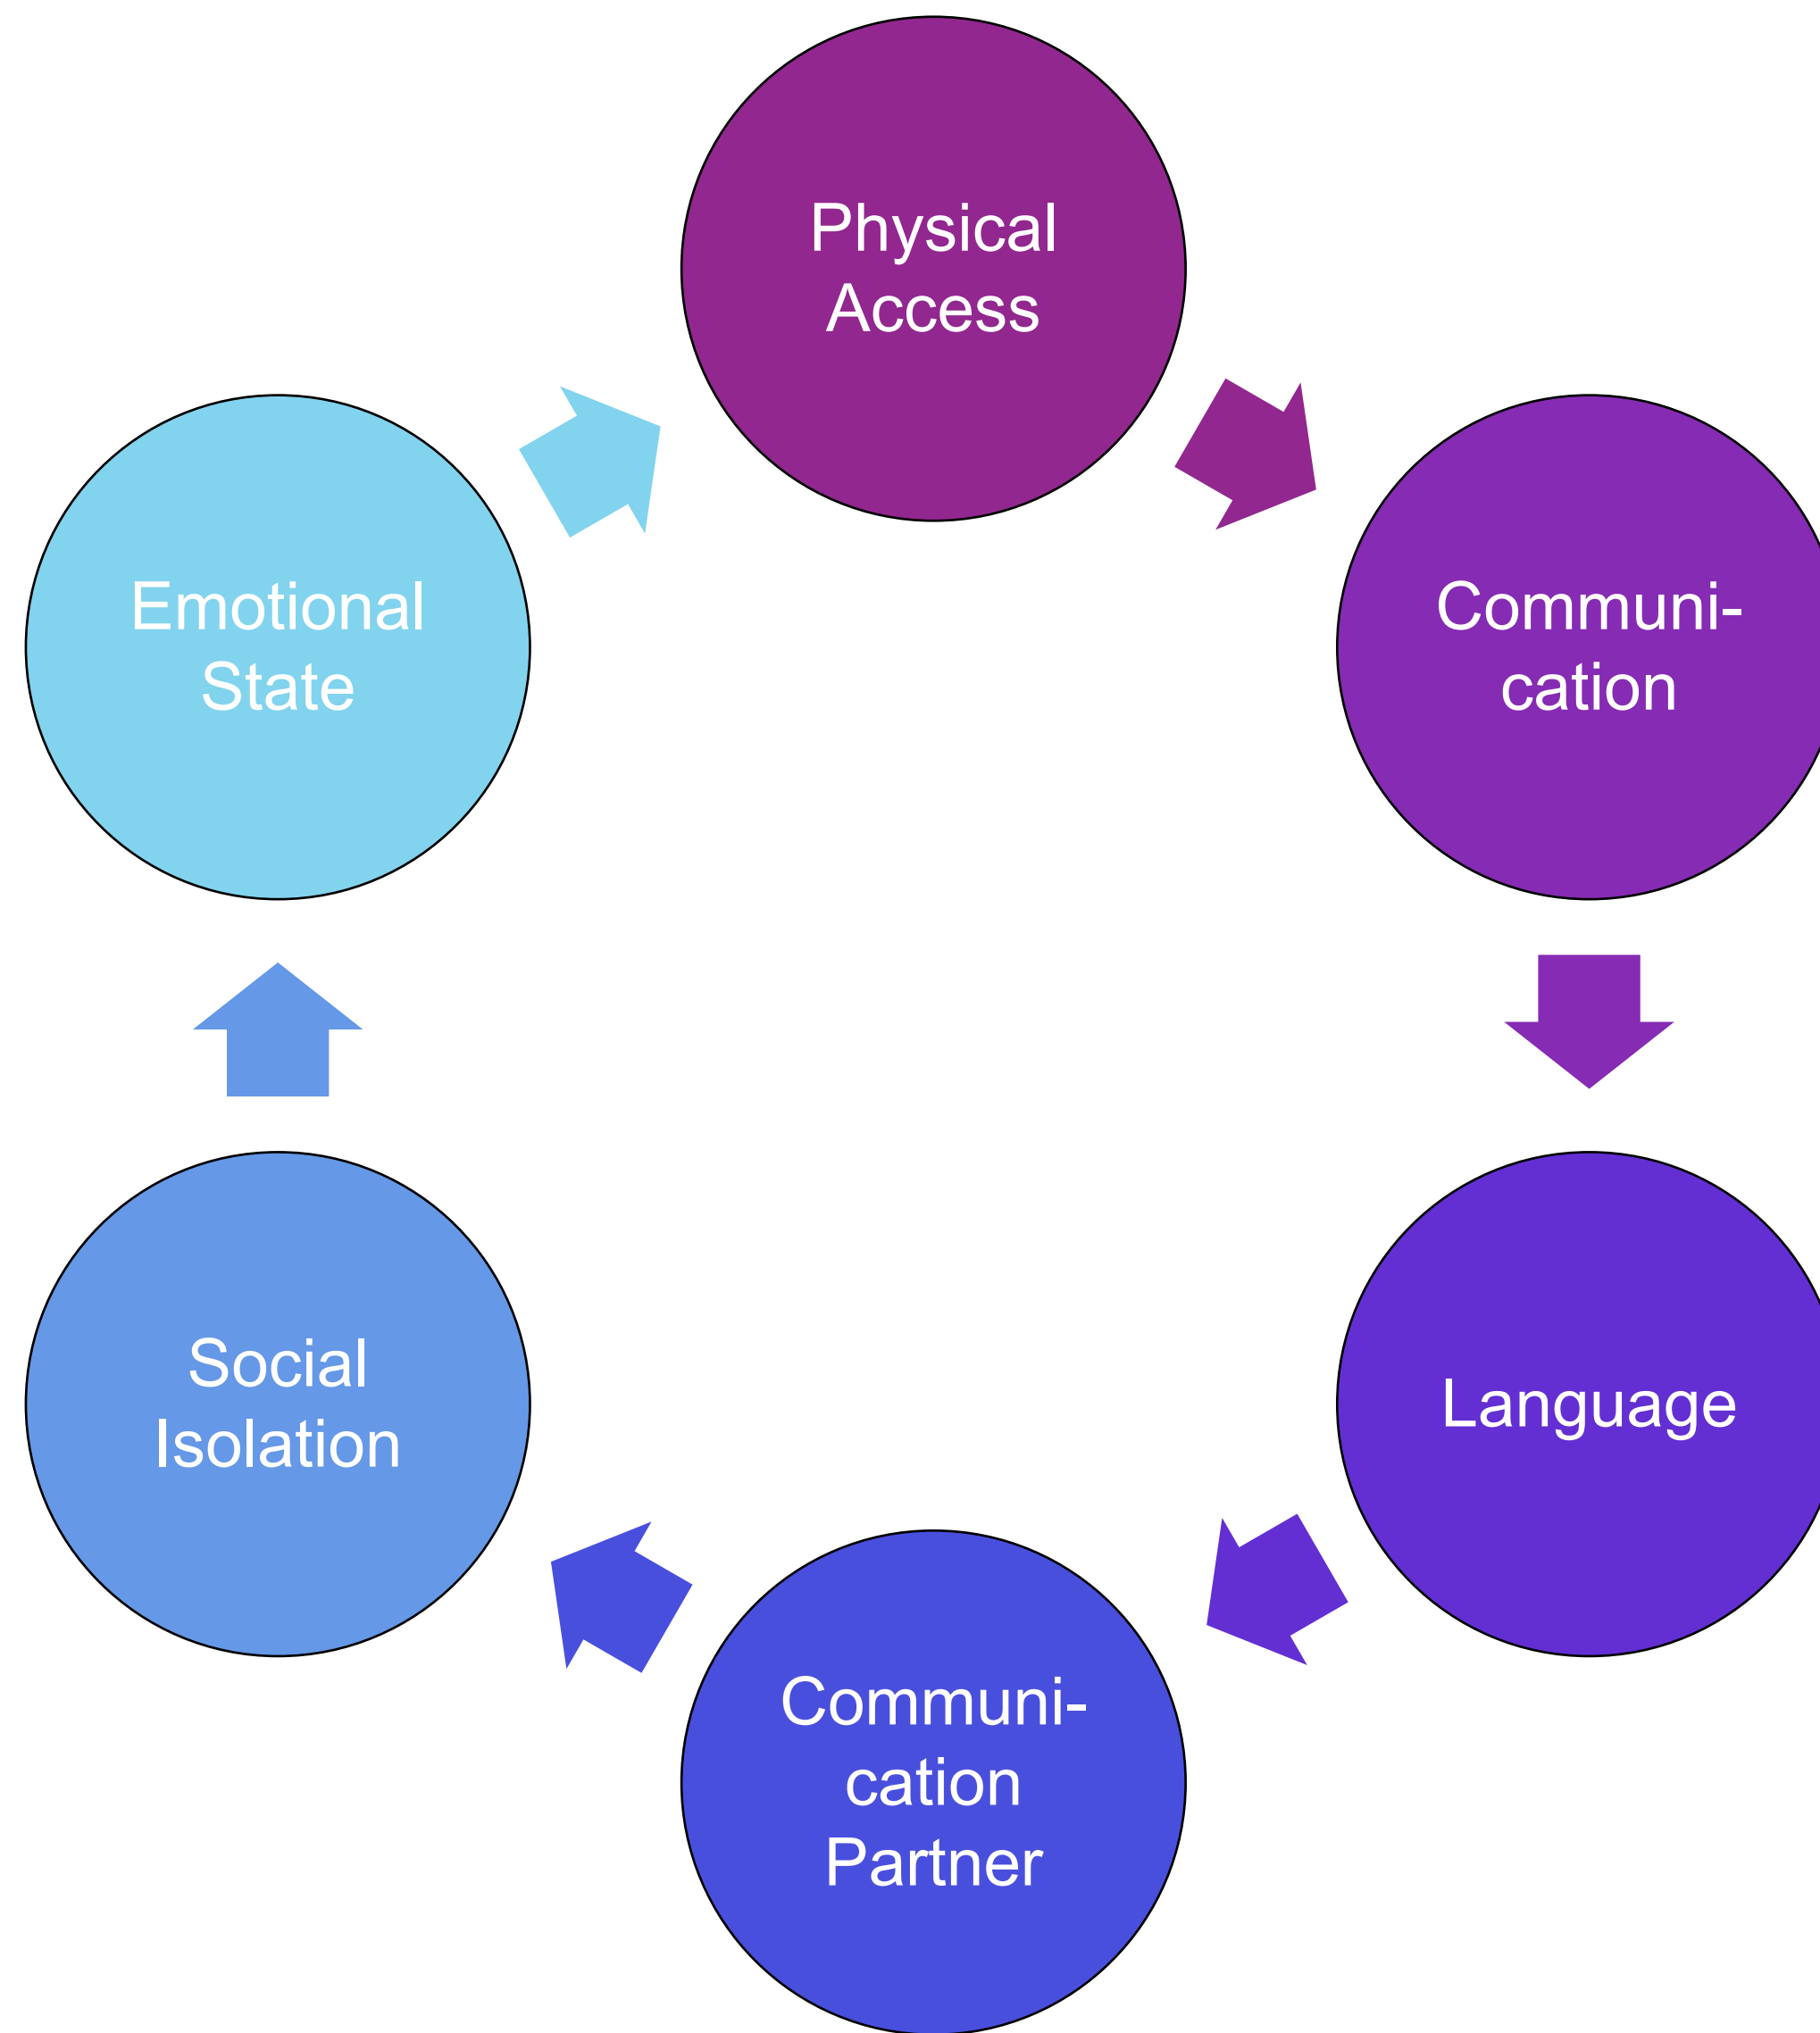 Physical
Access
Communi-
cation
Language
Communi-
cation
Partner
Social
Isolation
Emotional
State